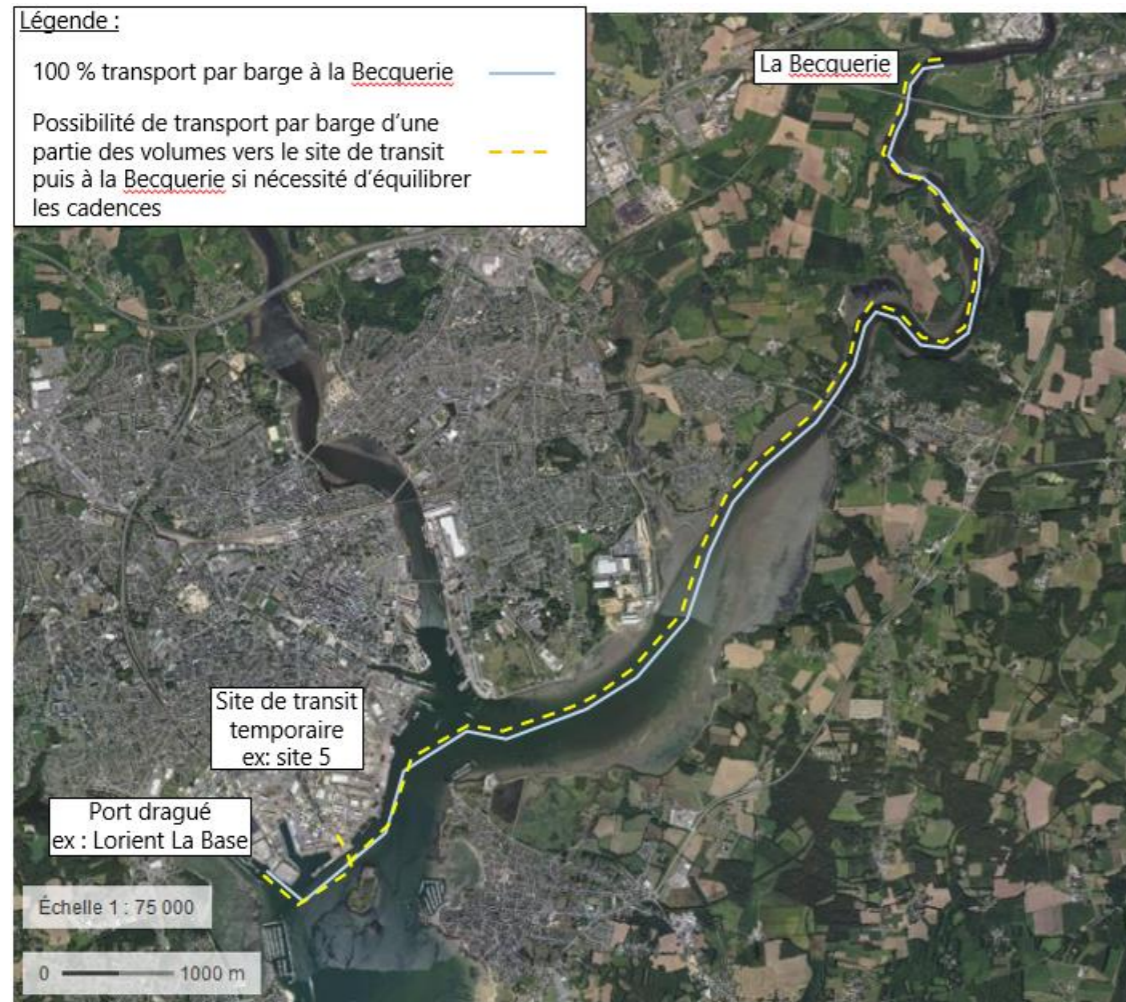 Légende :
100 % transport par barge à la Becquerie
Possibilité de transport par barge d'une
partie des volumes vers le site de transit
puis à la Becquerie si nécessité d'équilibrer
les cadences
La Becquerie
Site de transit
temporaire
ex: site 5
Port dragué
ex : Lorient La Base
Échelle 1 : 75 000
0 1000 m